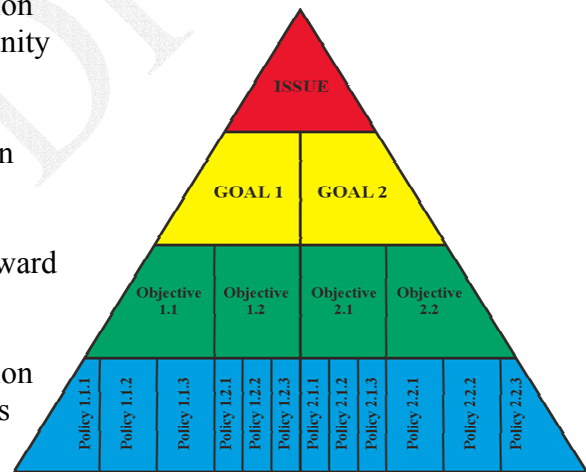 nity
ISSUE
n
GOAL 1 GOAL 2
ward
Objective 1.1
Objective 1.2
Objective 2.1
Objective 2.2
Policy 1.1.1
Policy 1.1.2
Policy 1.1.3
Policy 1.2.1
Policy 1.2.2
Policy 1.2.3
Policy 2.1.1
Policy 2.1.2
Policy 2.1.3
Policy 2.2.1
Policy 2.2.2
Policy 2.2.3
ion
s